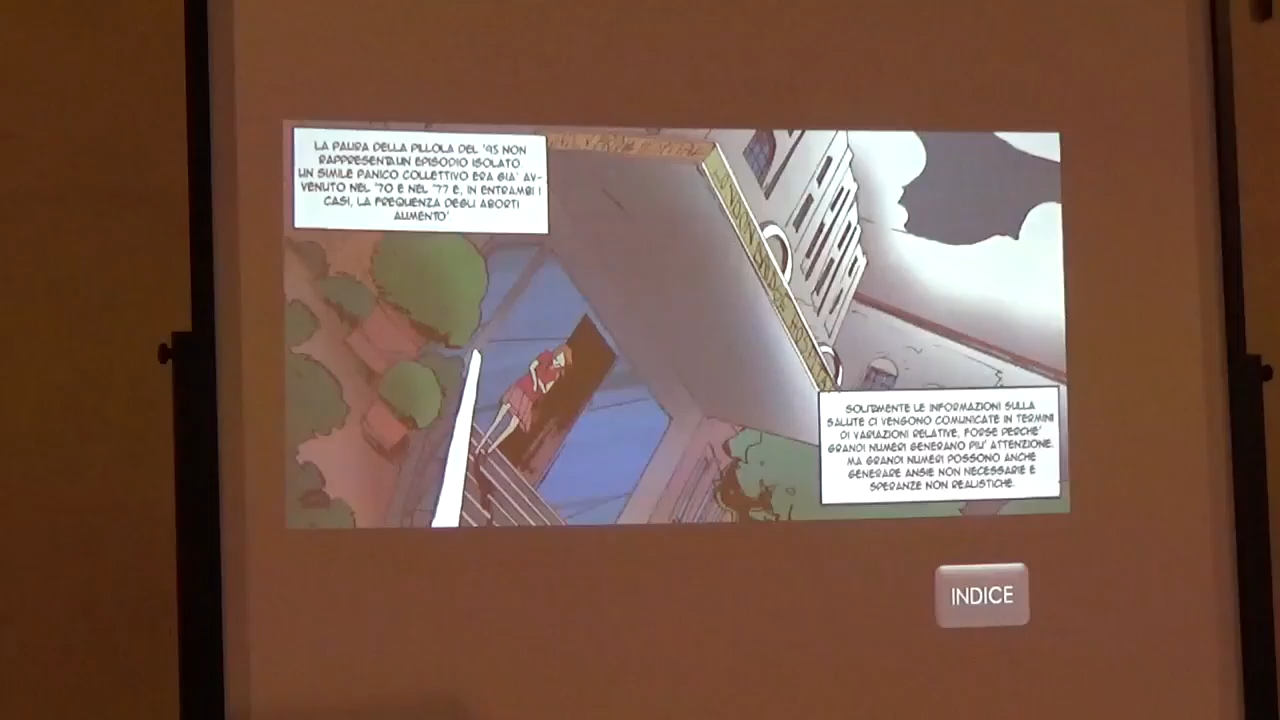 LA PAURA DELLA PILLOLA DEL '95 NON
RAPPRESENTA UN EPISODIO ISOLATO
UN SIMILE PANICO COLLETTIVO ERA GIA' AV-
VENUTO NEL '70 E NEL '77 E, IN ENTRAMBI I
CASI, LA FREQUENZA DEGLI ABORTI
AUMENTO'
LONDON BRIDGE HOSPITAL
SOLITAMENTE LE INFORMAZIONI SULLA
SALUTE CI VENGONO COMUNICATE IN TERMINI
DI VARIAZIONI RELATIVE, FORSE PERCHE'
GRANDI NUMERI GENERANO PIU' ATTENZIONE.
MA GRANDI NUMERI POSSONO ANCHE
GENERARE ANSIE NON NECESSARIE E
SPERANZE NON REALISTICHE.
INDICE